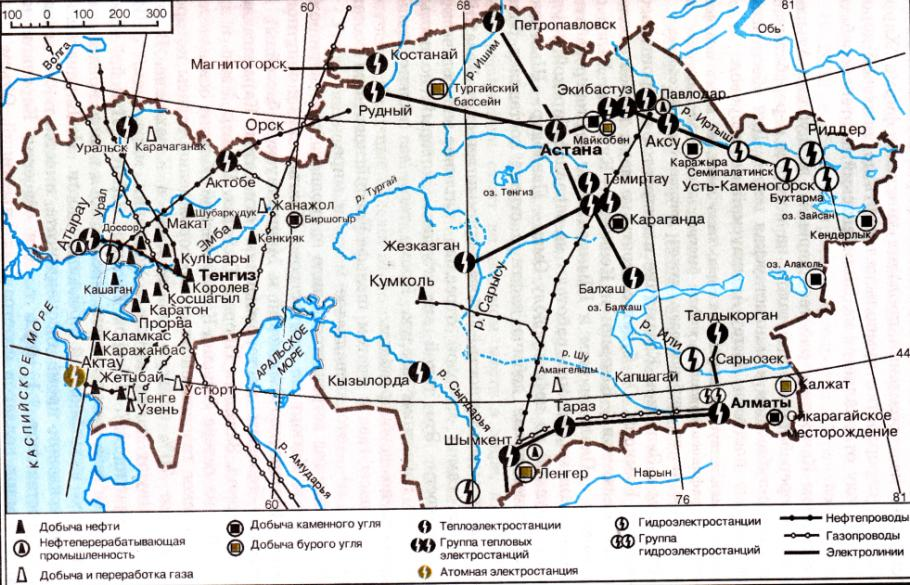 100 0 100 200 300
60
68
81
Волга
Магнитогорск
Костанай
р. Ишим
Петропавловск
Обь
Тургайский
бассейн
Рудный
Экибастуз
Павлодар
р. Иртыш
Орск
Уральск
Карачаганак
Астана
Майкобен
Аксу
Каражыра
Семипалатинск
Риддер
Усть-Каменогорск
Бухтарма
Актобе
Урал
р. Тургай
оз. Тенгиз
Темиртау
оз. Зайсан
Кендерлык
Атырау
Доссор
Макат
Шубаркудук
Жанажол
Эмба
Кенкияк
Биршогыр
Караганда
Кульсары
Тенгиз
Королев
Кашаган
Косшагыл
Каратон
Прорва
Жезказган
Кумколь
р. Сарысу
Балхаш
оз. Балхаш
оз. Алаколь
Талдыкорган
р. Или
Сарыозек
44
Каламкас
Каражанбас
Актау
Жетыбай
Тенге
Узень
Устюрт
КАСПИЙСКОЕ МОРЕ
АРАЛЬСКОЕ
МОРЕ
Кызылорда
р. Сырдарья
р. Шу
Амангельды
Капшагай
Тараз
Алматы
Калжат
Ойкарагайское
месторождение
Шымкент
Ленгер
р. Амударья
Нарын
60
76
81
Добыча нефти
Нефтеперерабатывающая
промышленность
Добыча и переработка газа
Добыча каменного угля
Добыча бурого угля
Теплоэлектростанции
Группа тепловых
электростанций
Атомная электростанция
Гидроэлектростанции
Группа
гидроэлектростанций
Нефтепроводы
Газопроводы
Электролинии